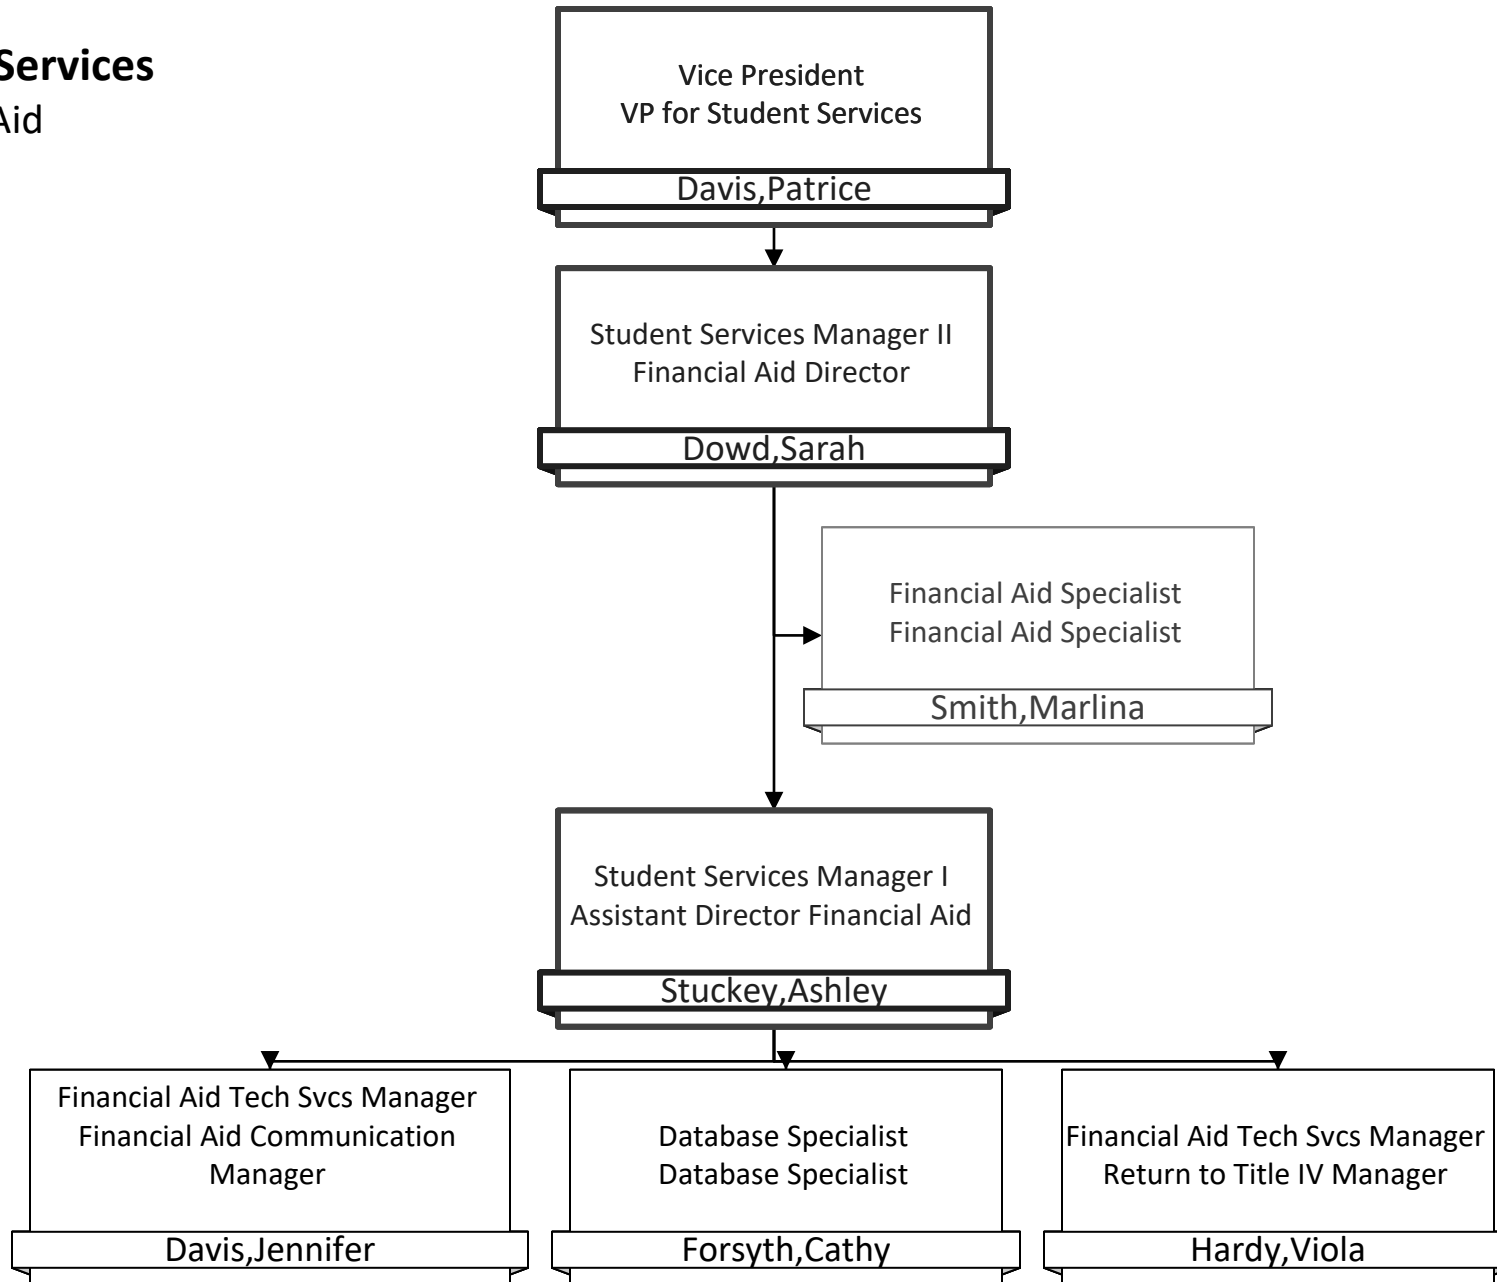 Services
Aid
Vice President
VP for Student Services
Davis,Patrice
Student Services Manager II
Financial Aid Director
Dowd,Sarah
Financial Aid Specialist
Financial Aid Specialist
Smith,Marlina
Student Services Manager I
Assistant Director Financial Aid
Stuckey,Ashley
Financial Aid Tech Svcs Manager
Financial Aid Communication
Manager
Davis,Jennifer
Database Specialist
Database Specialist
Forsyth,Cathy
Financial Aid Tech Svcs Manager
Return to Title IV Manager
Hardy,Viola